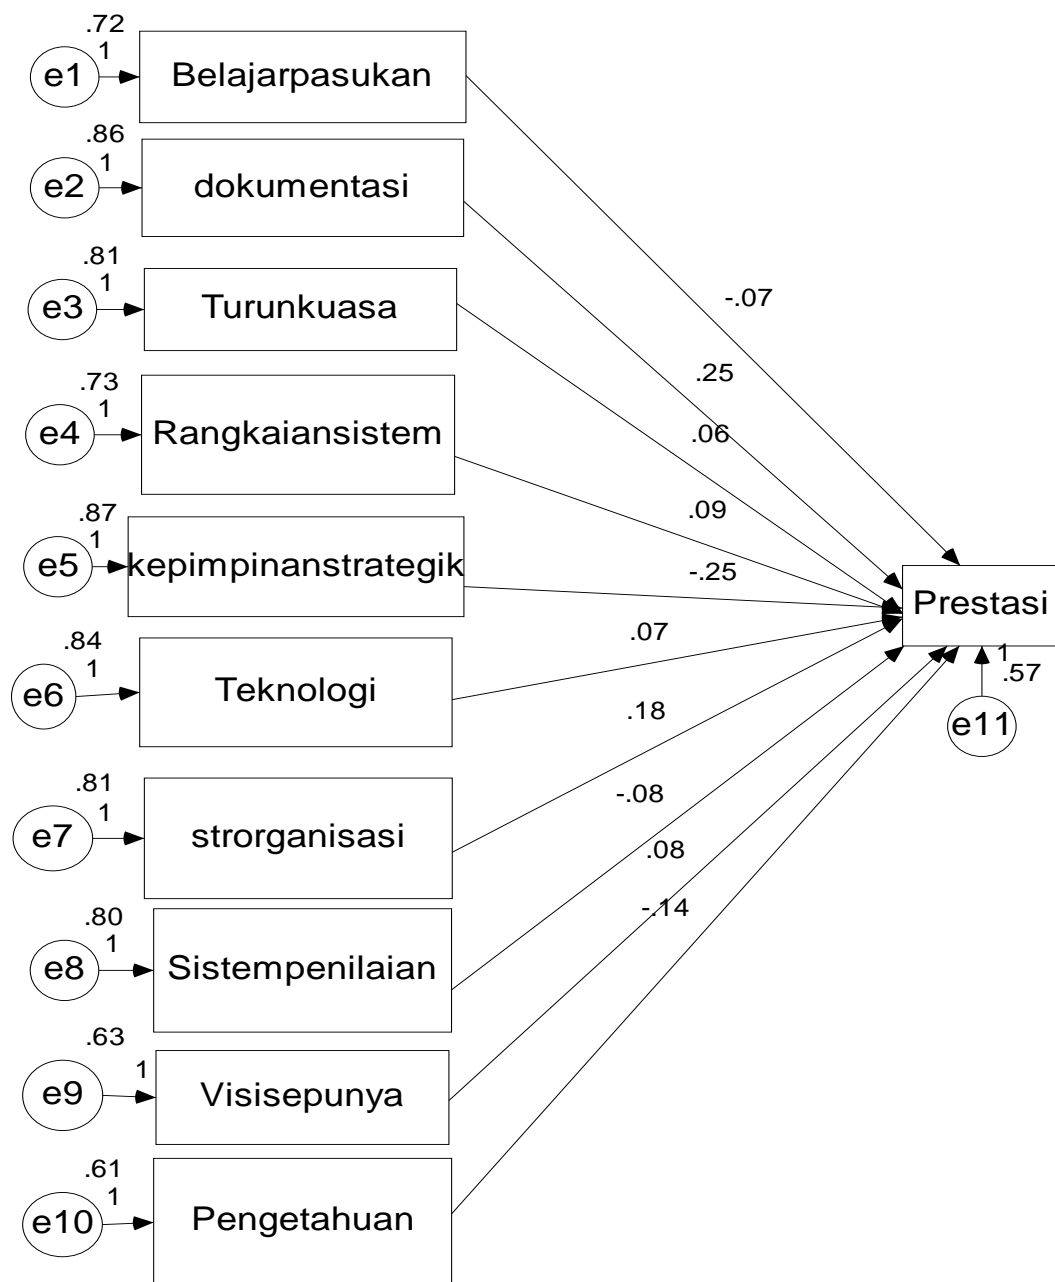 .72
1
e1
Belajarpasukan
.86
1
e2
dokumentasi
.81
1
e3
Turunkuasa
.73
1
e4
Rangkaiansistem
.87
1
e5
kepimpinanstrategik
.84
1
e6
Teknologi
.81
1
e7
strorganisasi
.80
1
e8
Sistempenilaian
.63
1
e9
Visisepunya
.61
1
e10
Pengetahuan
-.07
.25
.06
.09
-.25
.07
.18
-.08
.08
-.14
Prestasi
1
.57
e11